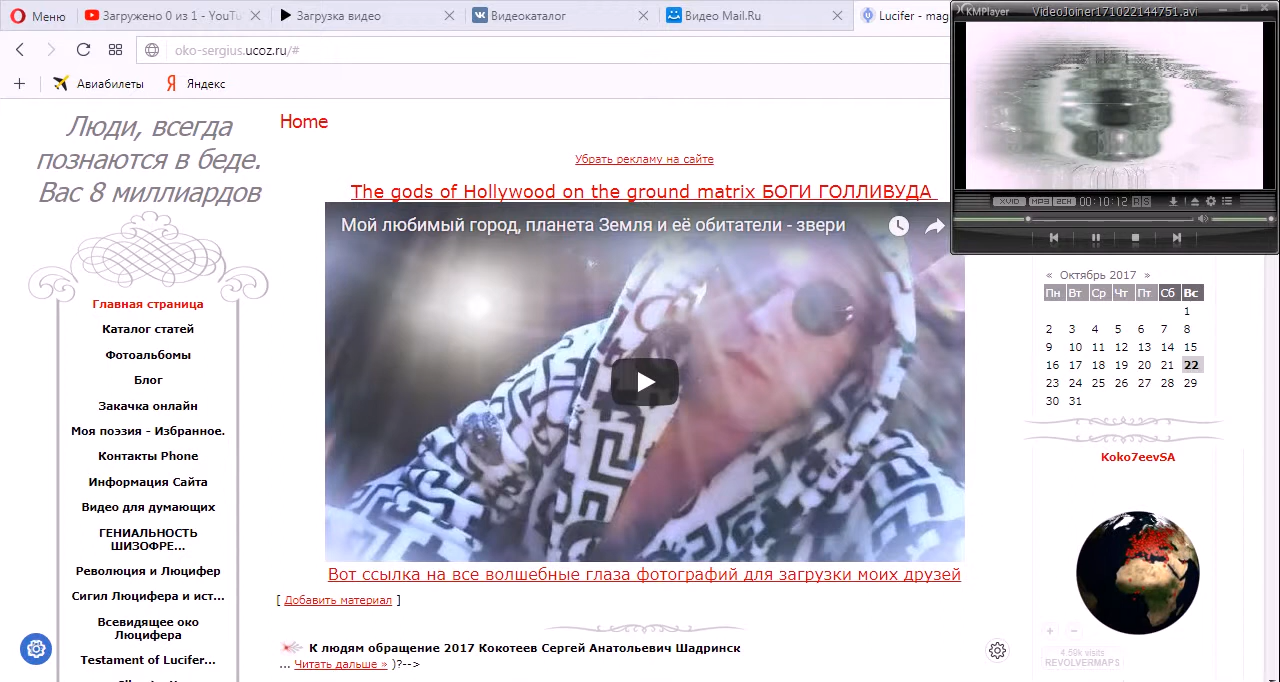 Меню
Загружено 0 из 1 - YouTu
Загрузка видео
Видеокаталог
Видео Mail.Ru
Lucifer - mag
oko-sergius.ucoz.ru/#
Авиабилеты
Яндекс
KMPlayer
VideoJoiner171022144751.avi
XVID
MP3
2CH
00:10:12
R S
Люди, всегда
познаются в беде.
Вас 8 миллиардов
Главная страница
Каталог статей
Фотоальбомы
Блог
Закачка онлайн
Моя поэзия - Избранное.
Контакты Phone
Информация Сайта
Видео для думающих
ГЕНИАЛЬНОСТЬ
ШИЗОФРЕ...
Революция и Люцифер
Сигил Люцифера и ист...
Всевидящее око
Люцифера
Testament of Lucifer...
Home
Убрать рекламу на сайте
The gods of Hollywood on the ground matrix БОГИ ГОЛЛИВУДА
Мой любимый город, планета Земля и её обитатели - звери
Вот ссылка на все волшебные глаза фотографий для загрузки моих друзей
[ Добавить материал ]
К людям обращение 2017 Кокотеев Сергей Анатольевич Шадринск
... Читать дальше » )?-->
« Октябрь 2017 »
Пн Вт Ср Чт Пт Сб Вс
1
2 3 4 5 6 7 8
9 10 11 12 13 14 15
16 17 18 19 20 21 22
23 24 25 26 27 28 29
30 31
Koko7eevSA
4.59k visits
REVOLVERMAPS